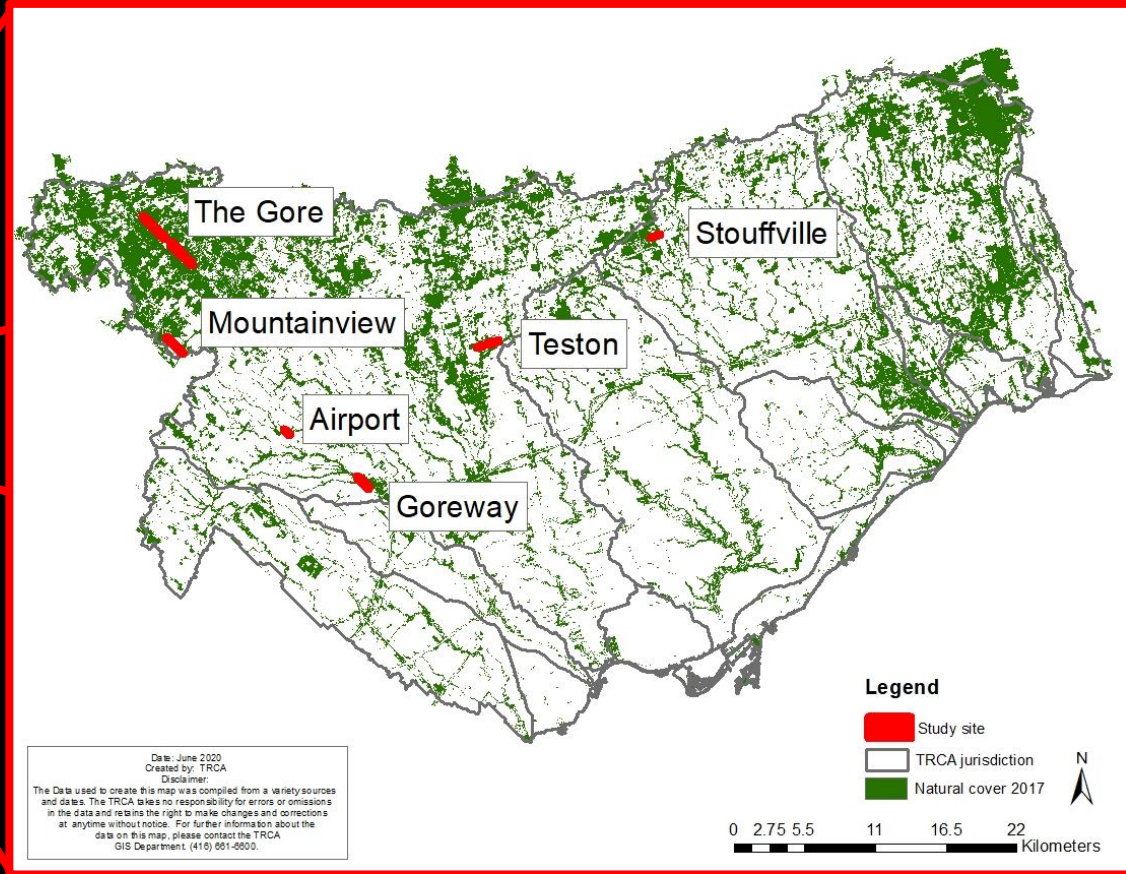 The Gore
Stouffville
Mountainview
Teston
Airport
Goreway
Legend
Study site
TRCA jurisdiction
Natural cover 2017
N
0 2.75 5.5 11 16.5 22
Kilometers
Date: June 2020
Created by: TRCA
Disclaimer:
The Data used to create this map was compiled from a variety sources
and dates. The TRCA takes no responsibility for errors or omissions
in the data and retains the right to make changes and corrections
at anytime without notice. For further information about the
data on this map, please contact the TRCA
GIS Department. (416) 661-6600.